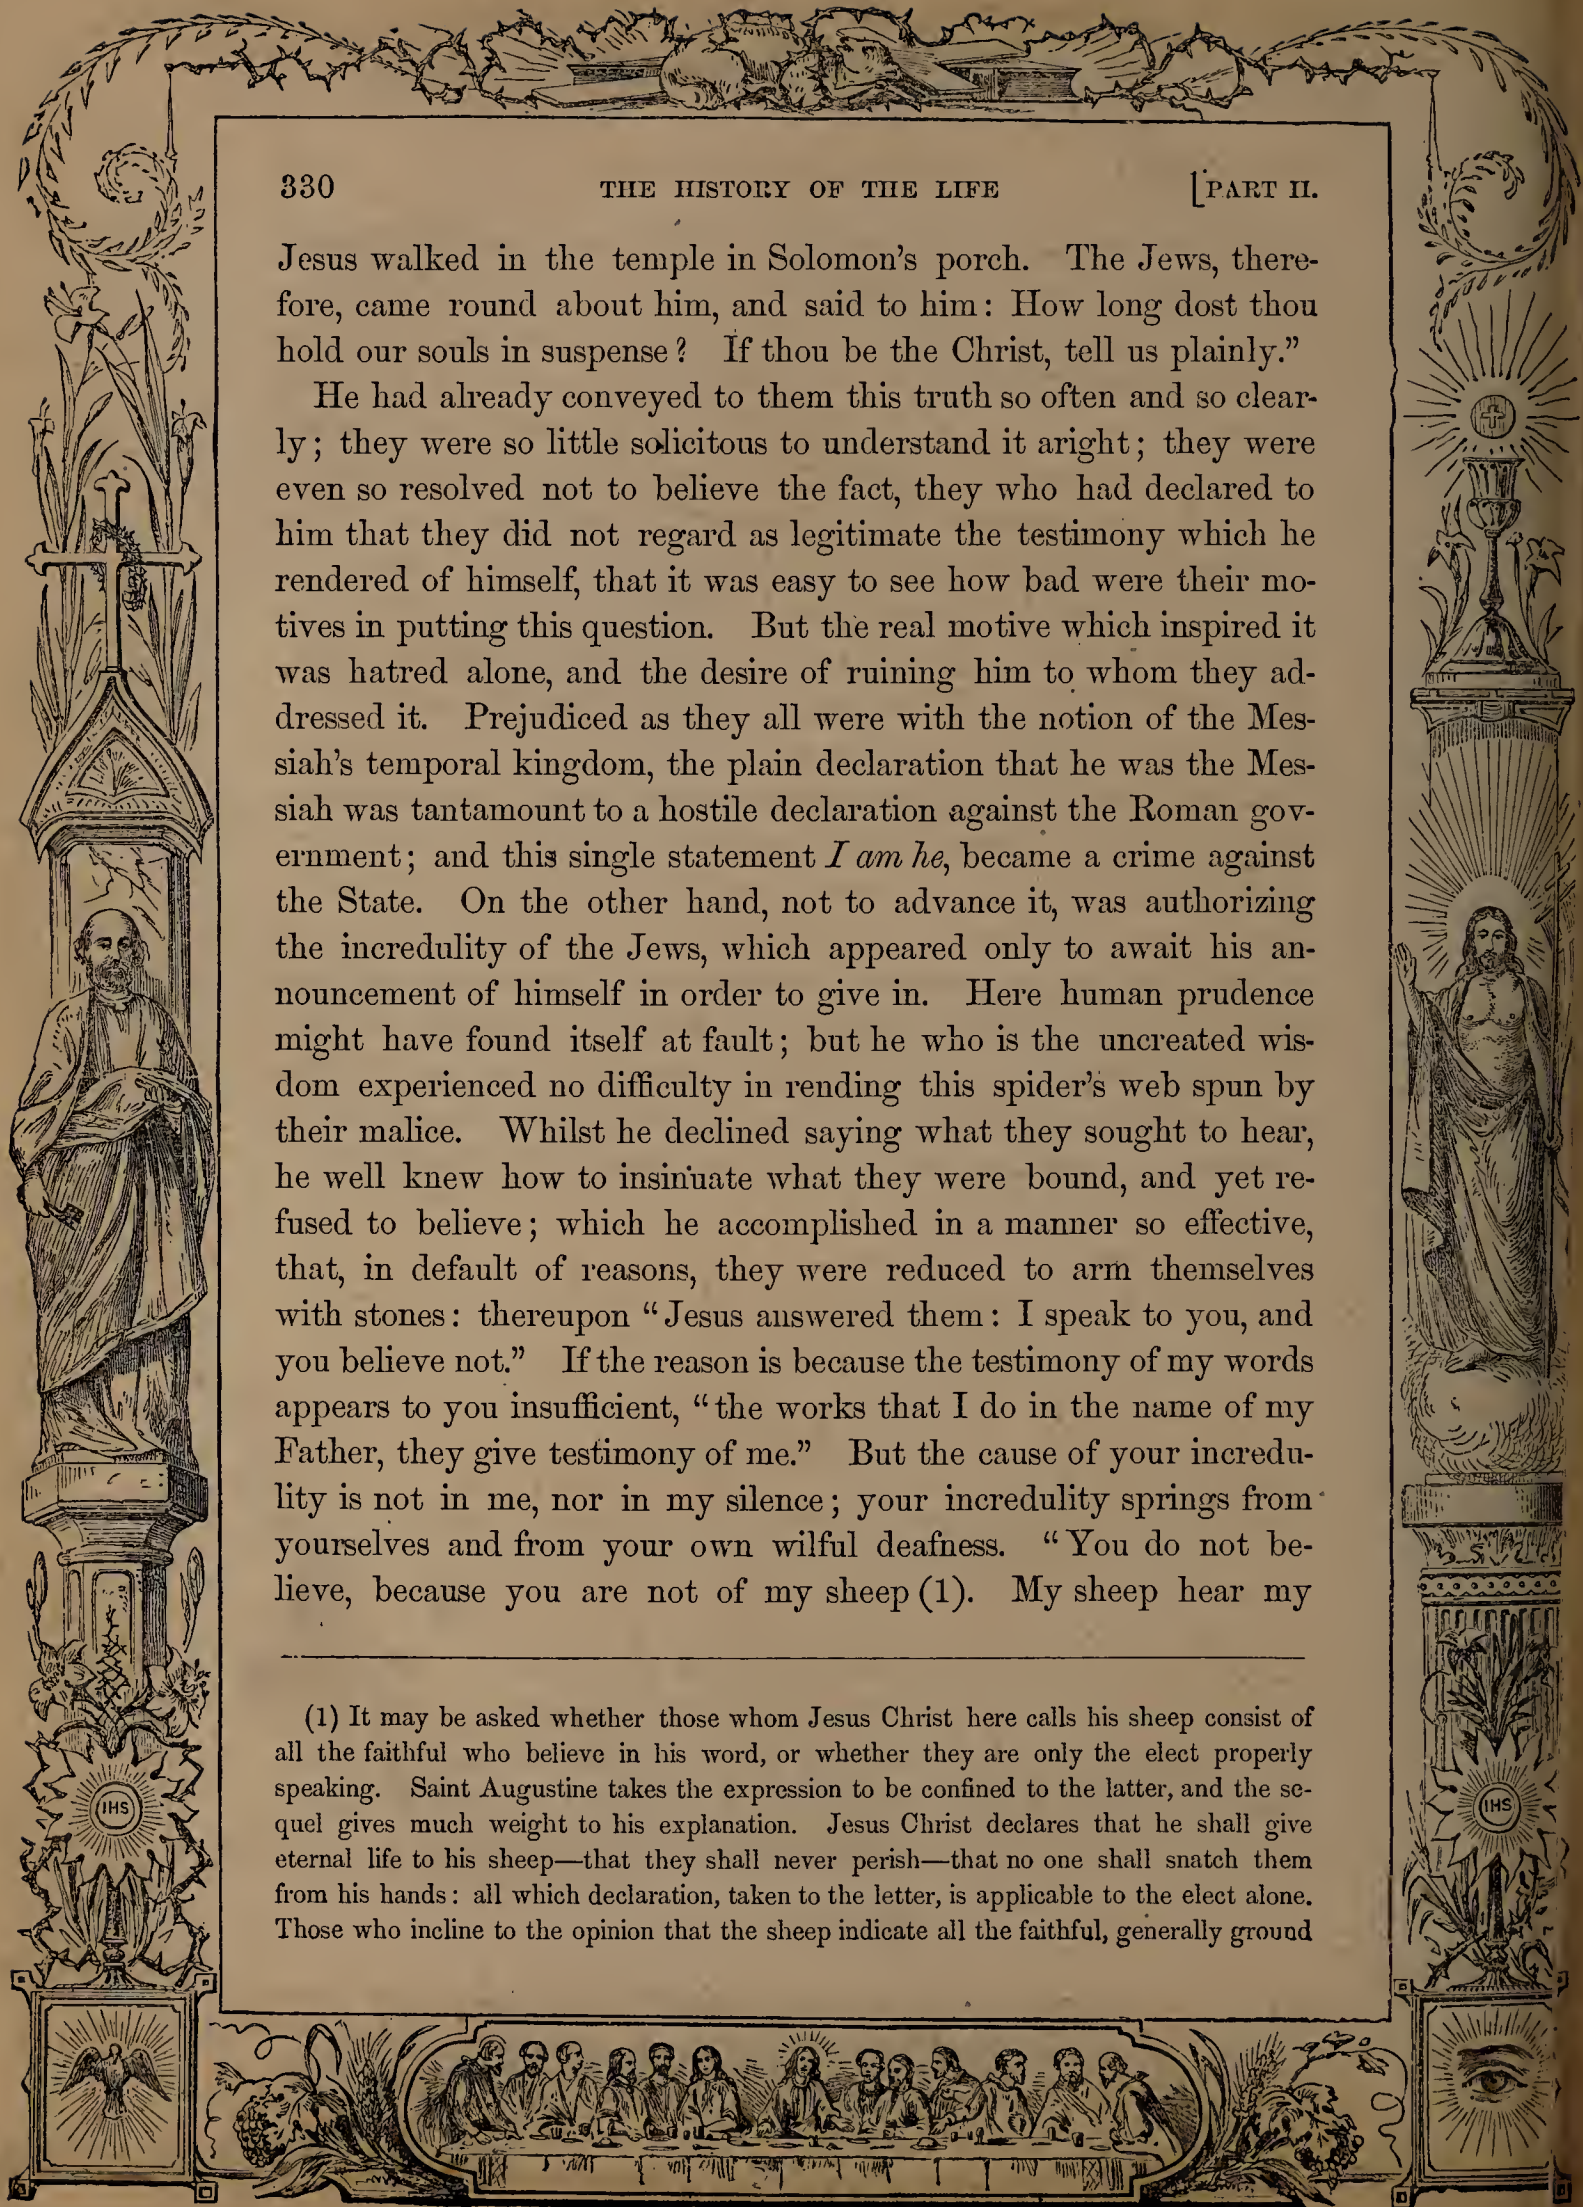 330 THE HISTORY OF THE LIFE [PART II.
Jesus walked in the temple in Solomon's porch. The Jews, there-
fore, came round about him, and said to him: How long dost thou
hold our souls in suspense? If thou be the Christ, tell us plainly.”
He had already conveyed to them this truth so often and so clear-
ly; they were so little solicitous to understand it aright; they were
even so resolved not to believe the fact, they who had declared to
him that they did not regard as legitimate the testimony which he
rendered of himself, that it was easy to see how bad were their mo-
tives in putting this question. But the real motive which inspired it
was hatred alone, and the desire of ruining him to whom they ad-
dressed it. Prejudiced as they all were with the notion of the Mes-
siah's temporal kingdom, the plain declaration that he was the Mes-
siah was tantamount to a hostile declaration against the Roman gov-
ernment; and this single statement I am he, became a crime against
the State. On the other hand, not to advance it, was authorizing
the incredulity of the Jews, which appeared only to await his an-
nouncement of himself in order to give in. Here human prudence
might have found itself at fault; but he who is the uncreated wis-
dom experienced no difficulty in rending this spider's web spun by
their malice. Whilst he declined saying what they sought to hear,
he well knew how to insinuate what they were bound, and yet re-
fused to believe; which he accomplished in a manner so effective,
that, in default of reasons, they were reduced to arm themselves
with stones: thereupon “Jesus answered them: I speak to you, and
you believe not.” If the reason is because the testimony of my words
appears to you insufficient, “the works that I do in the name of my
Father, they give testimony of me.” But the cause of your incredu-
lity is not in me, nor in my silence; your incredulity springs from
yourselves and from your own wilful deafness. “You do not be-
lieve, because you are not of my sheep (1). My sheep hear my
(1) It may be asked whether those whom Jesus Christ here calls his sheep consist of
all the faithful who believe in his word, or whether they are only the elect properly
speaking. Saint Augustine takes the expression to be confined to the latter, and the se-
quel gives much weight to his explanation. Jesus Christ declares that he shall give
eternal life to his sheep—that they shall never perish—that no one shall snatch them
from his hands: all which declaration, taken to the letter, is applicable to the elect alone.
Those who incline to the opinion that the sheep indicate all the faithful, generally ground
IHS
IHS